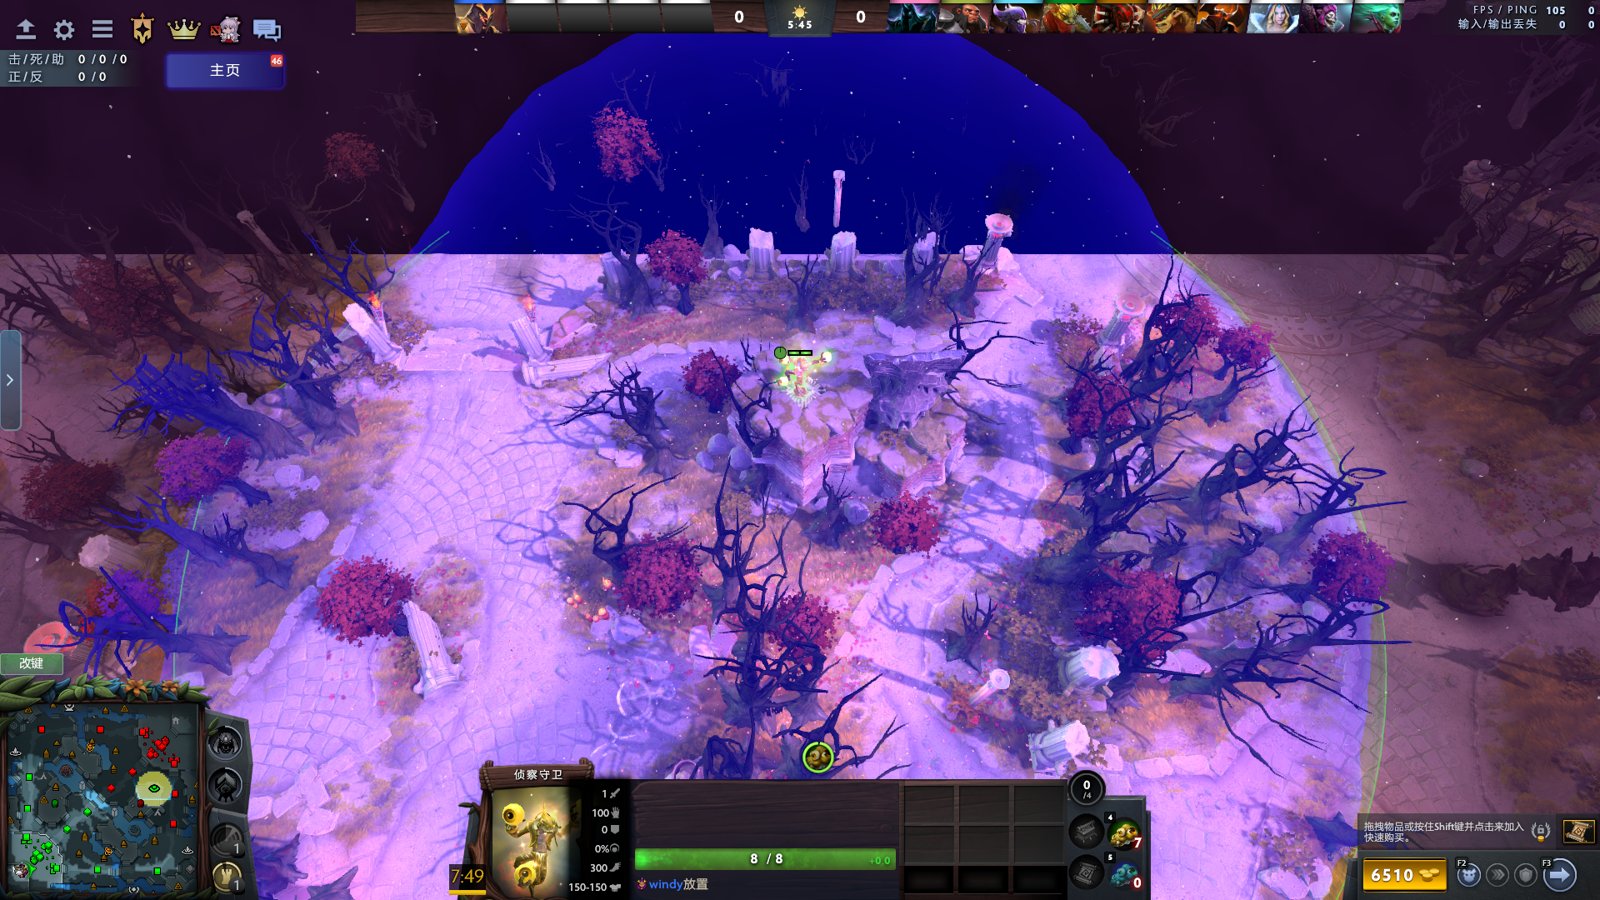 0
5:45
0
FPS / PING 105 0
输入/输出丢失 0 0
击/死/助 0 / 0 / 0
正/反 0 / 0
主页
46
改键
侦察守卫
1
100
0
0%
300
150-150
7:49
8 / 8
+0.0
windy放置
0
/4
4
7
5
0
1
1
拖拽物品或按住Shift键并点击来加入
快速购买。
6510
F2
F3